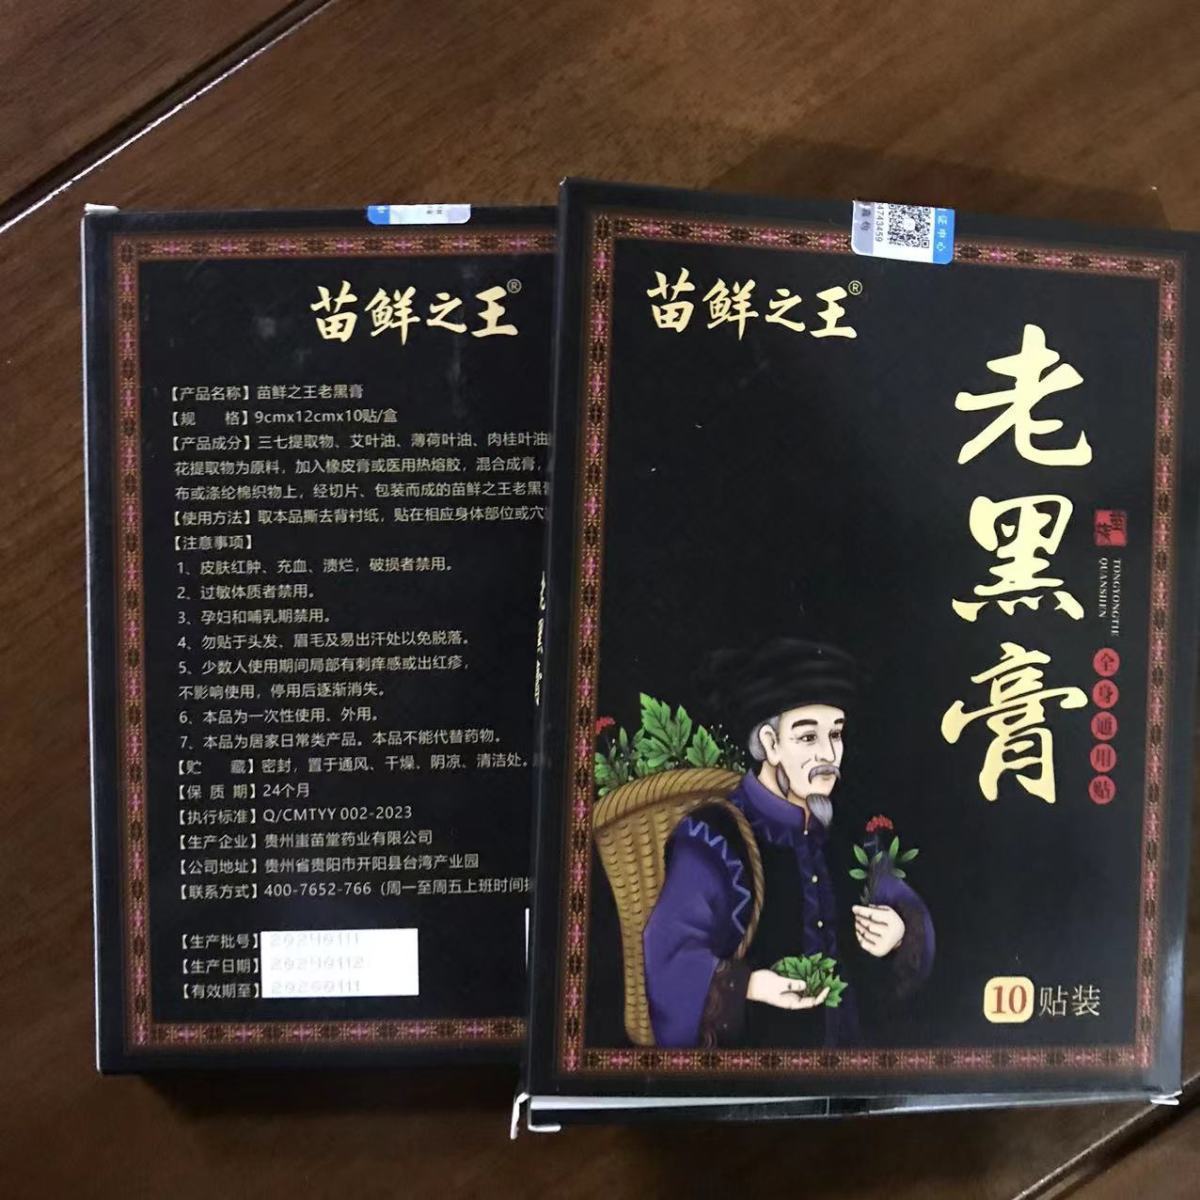 苗鲜之王®
【产品名称】苗鲜之王老黑膏
【规 格】9cmx12cmx10贴/盒
【产品成分】三七提取物、艾叶油、薄荷叶油、肉桂叶油
花提取物为原料，加入橡皮膏或医用热熔胶，混合成膏，
布或涤纶棉织物上，经切片、包装而成的苗鲜之王老黑膏
【使用方法】取本品撕去背衬纸，贴在相应身体部位或穴
【注意事项】
1、皮肤红肿、充血、溃烂，破损者禁用。
2、过敏体质者禁用。
3、孕妇和哺乳期禁用。
4、勿贴于头发、眉毛及易出汗处以免脱落。
5、少数人使用期间局部有刺痒感或出红疹，
不影响使用，停用后逐渐消失。
6、本品为一次性使用、外用。
7、本品为居家日常类产品。本品不能代替药物。
【贮 藏】密封，置于通风、干燥、阴凉、清洁处。
【保 质 期】24个月
【执行标准】Q/CMTYY 002-2023
【生产企业】贵州蚩苗堂药业有限公司
【公司地址】贵州省贵阳市开阳县台湾产业园
【联系方式】400-7652-766（周一至周五上班时间
【生产批号】20240111
【生产日期】20240112
【有效期至】20260111
苗鲜之王®
老黑膏
苗族
TONGYONGTIE
QUANSHEN
全身通用贴
10贴装